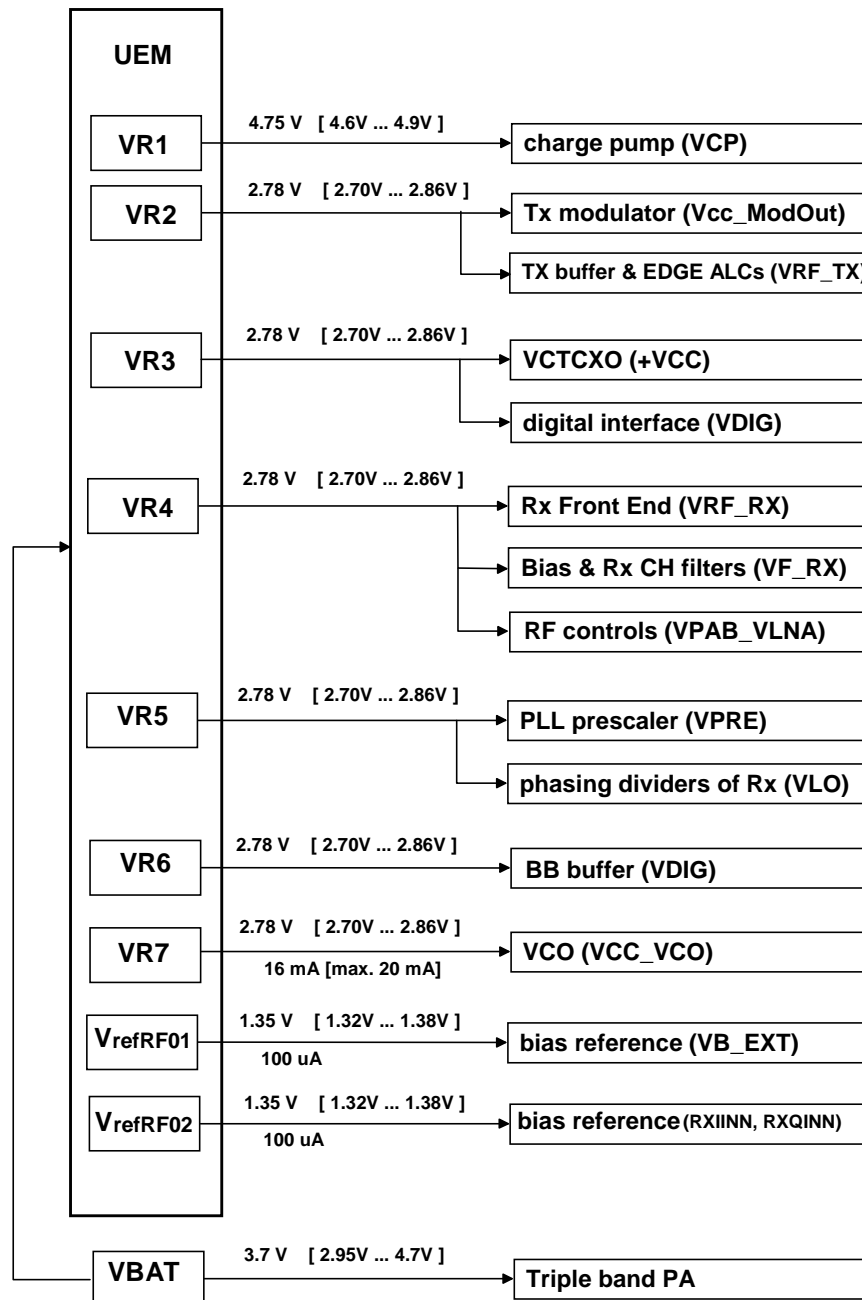 UEM
VR1
4.75 V [ 4.6V ... 4.9V ]
charge pump (VCP)
VR2
2.78 V [ 2.70V ... 2.86V ]
Tx modulator (Vcc_ModOut)
TX buffer & EDGE ALCs (VRF_TX)
VR3
2.78 V [ 2.70V ... 2.86V ]
VCTCXO (+VCC)
digital interface (VDIG)
VR4
2.78 V [ 2.70V ... 2.86V ]
Rx Front End (VRF_RX)
Bias & Rx CH filters (VF_RX)
RF controls (VPAB_VLNA)
VR5
2.78 V [ 2.70V ... 2.86V ]
PLL prescaler (VPRE)
phasing dividers of Rx (VLO)
VR6
2.78 V [ 2.70V ... 2.86V ]
BB buffer (VDIG)
VR7
2.78 V [ 2.70V ... 2.86V ]
16 mA [max. 20 mA]
VCO (VCC_VCO)
VrefRF01
1.35 V [ 1.32V ... 1.38V ]
100 uA
bias reference (VB_EXT)
VrefRF02
1.35 V [ 1.32V ... 1.38V ]
100 uA
bias reference (RXIINN, RXQINN)
VBAT
3.7 V [ 2.95V ... 4.7V ]
Triple band PA